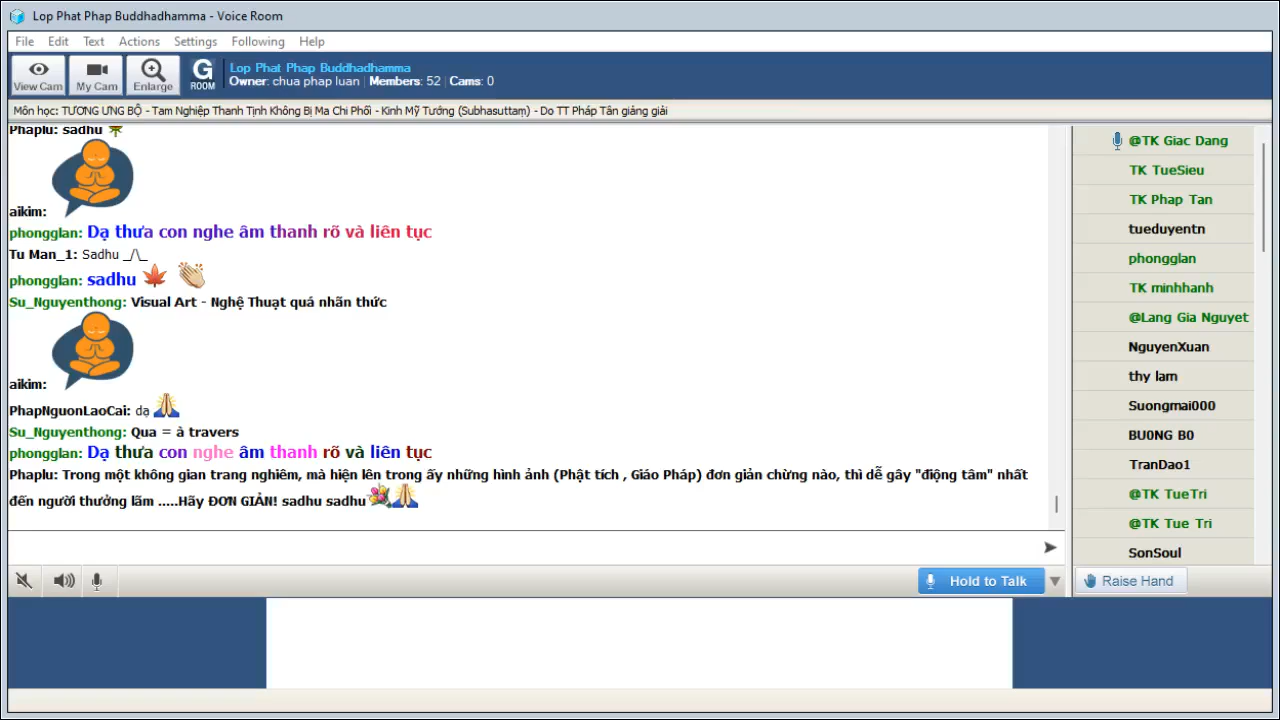 Lop Phat Phap Buddhadhamma - Voice Room
File Edit Text Actions Settings Following Help
View Cam My Cam Enlarge G ROOM
Lop Phat Phap Buddhadhamma
Owner: chua phap luan | Members: 52 | Cams: 0
Môn học: TƯƠNG ƯNG BỘ - Tam Nghiệp Thanh Tịnh Không Bị Ma Chi Phối - Kinh Mỹ Tướng (Subhasuttaṃ) - Do TT Pháp Tân giảng giải
Phaplu: sadhu
aikim:
phongglan: Dạ thưa con nghe âm thanh rõ và liên tục
Tu Man_1: Sadhu _/\_
phongglan: sadhu
Su_Nguyenthong: Visual Art - Nghệ Thuạt quá nhãn thức
aikim:
PhapNguonLaoCai: dạ
Su_Nguyenthong: Qua = à travers
phongglan: Dạ thưa con nghe âm thanh rõ và liên tục
Phaplu: Trong một không gian trang nghiêm, mà hiện lên trong ấy những hình ảnh (Phật tích , Giáo Pháp) đơn giản chừng nào, thì dễ gây "điộng tâm" nhất
đến người thưởng lãm .....Hãy ĐƠN GIẢN! sadhu sadhu
@TK Giac Dang
TK TueSieu
TK Phap Tan
tueduyentn
phongglan
TK minhhanh
@Lang Gia Nguyet
NguyenXuan
thy lam
Suongmai000
BU0NG B0
TranDao1
@TK TueTri
@TK Tue Tri
SonSoul
Hold to Talk
Raise Hand